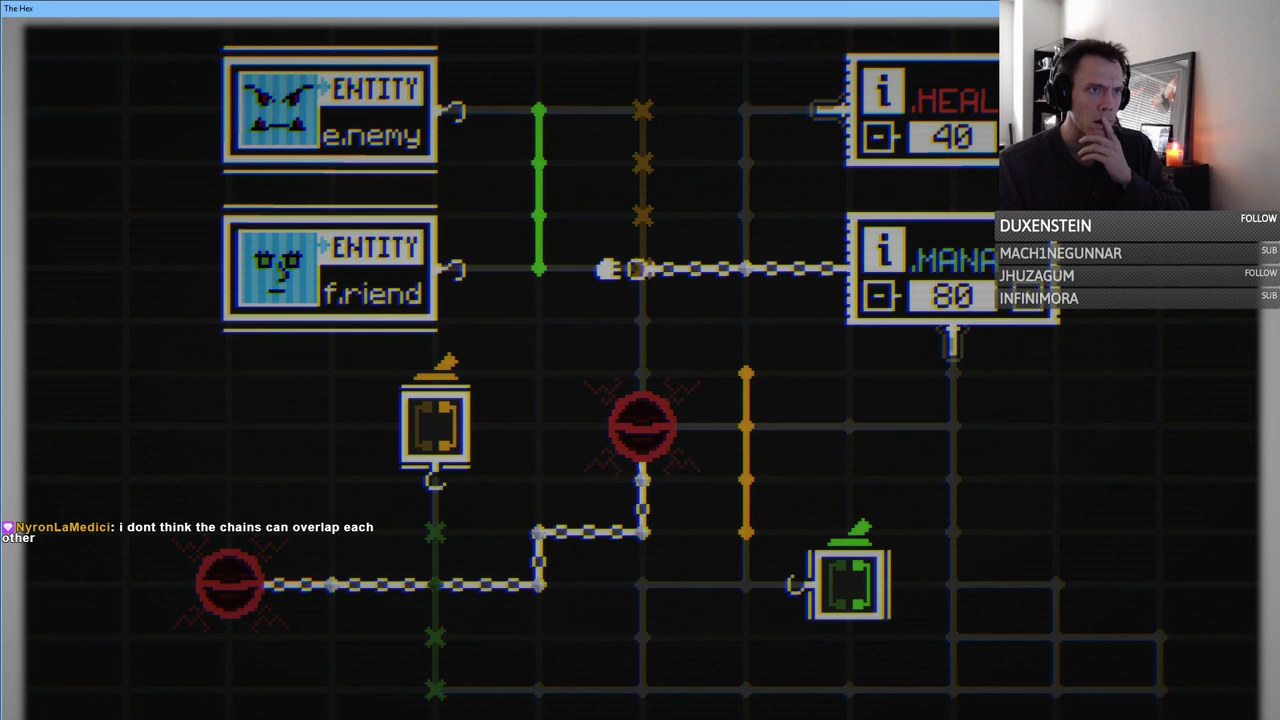 The Hex
ENTITY
e.nemy
ENTITY
f.riend
i
.HEAL
40
i
.MANA
80
DUXENSTEIN FOLLOW
MACH1NEGUNNAR SUB
JHUZAGUM FOLLOW
INFINIMORA SUB
NyronLaMedici: i dont think the chains can overlap each
other